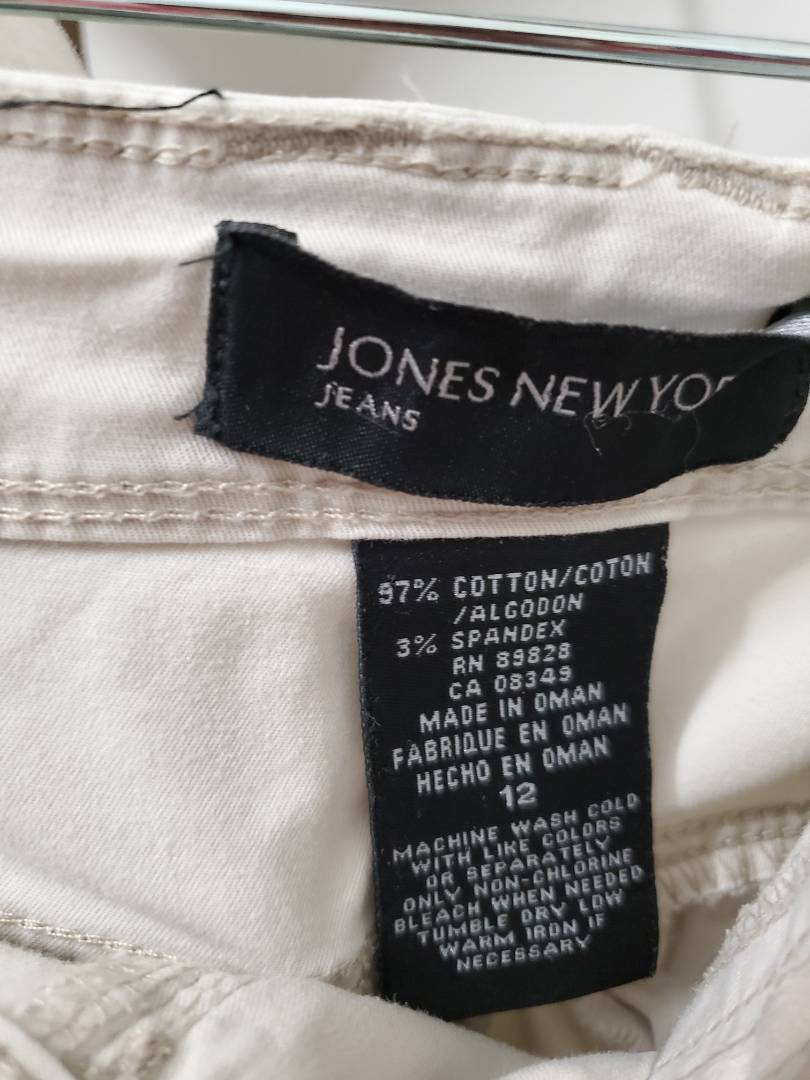 JONES NEW YO
JEANS
97% COTTON/COTON
/ALGODON
3% SPANDEX
RN 89828
CA 08349
MADE IN OMAN
FABRIQUE EN OMAN
HECHO EN OMAN
12
MACHINE WASH COLD
WITH LIKE COLORS
OR SEPARATELY
ONLY NON-CHLORINE
BLEACH WHEN NEEDED
TUMBLE DRY LOW
WARM IRON IF
NECESSARY